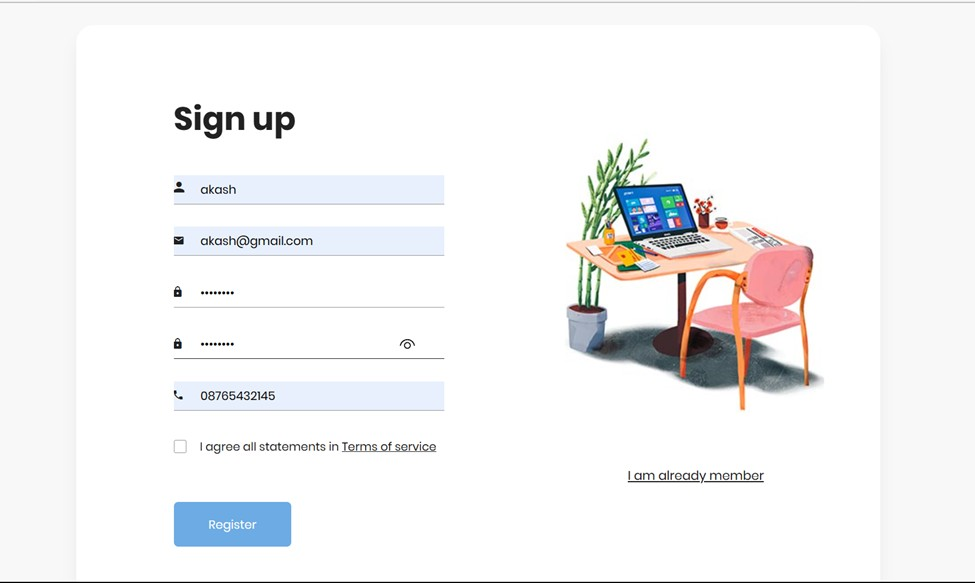 Sign up
akash
akash@gmail.com
••••••••
••••••••
08765432145
I agree all statements in Terms of service
I am already member
Register